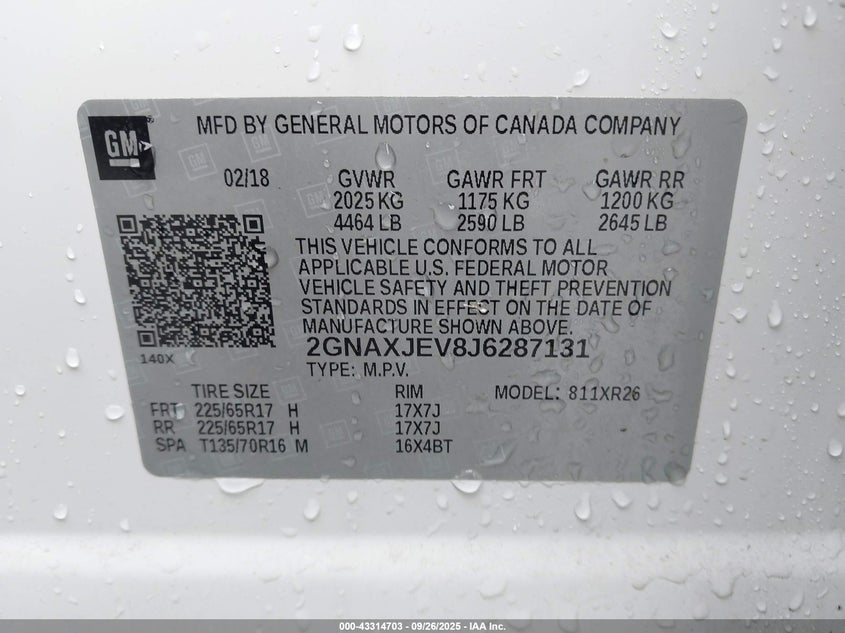 GM
MFD BY GENERAL MOTORS OF CANADA COMPANY
02/18 GVWR GAWR FRT GAWR RR
2025 KG 1175 KG 1200 KG
4464 LB 2590 LB 2645 LB
THIS VEHICLE CONFORMS TO ALL
APPLICABLE U.S. FEDERAL MOTOR
VEHICLE SAFETY AND THEFT PREVENTION
STANDARDS IN EFFECT ON THE DATE OF
MANUFACTURE SHOWN ABOVE.
140X
2GNAXJEV8J6287131
TYPE: M.P.V.
TIRE SIZE RIM MODEL: 811XR26
FRT 225/65R17 H 17X7J
RR 225/65R17 H 17X7J
SPA T135/70R16 M 16X4BT
000-43314703 - 09/26/2025 - IAA Inc.